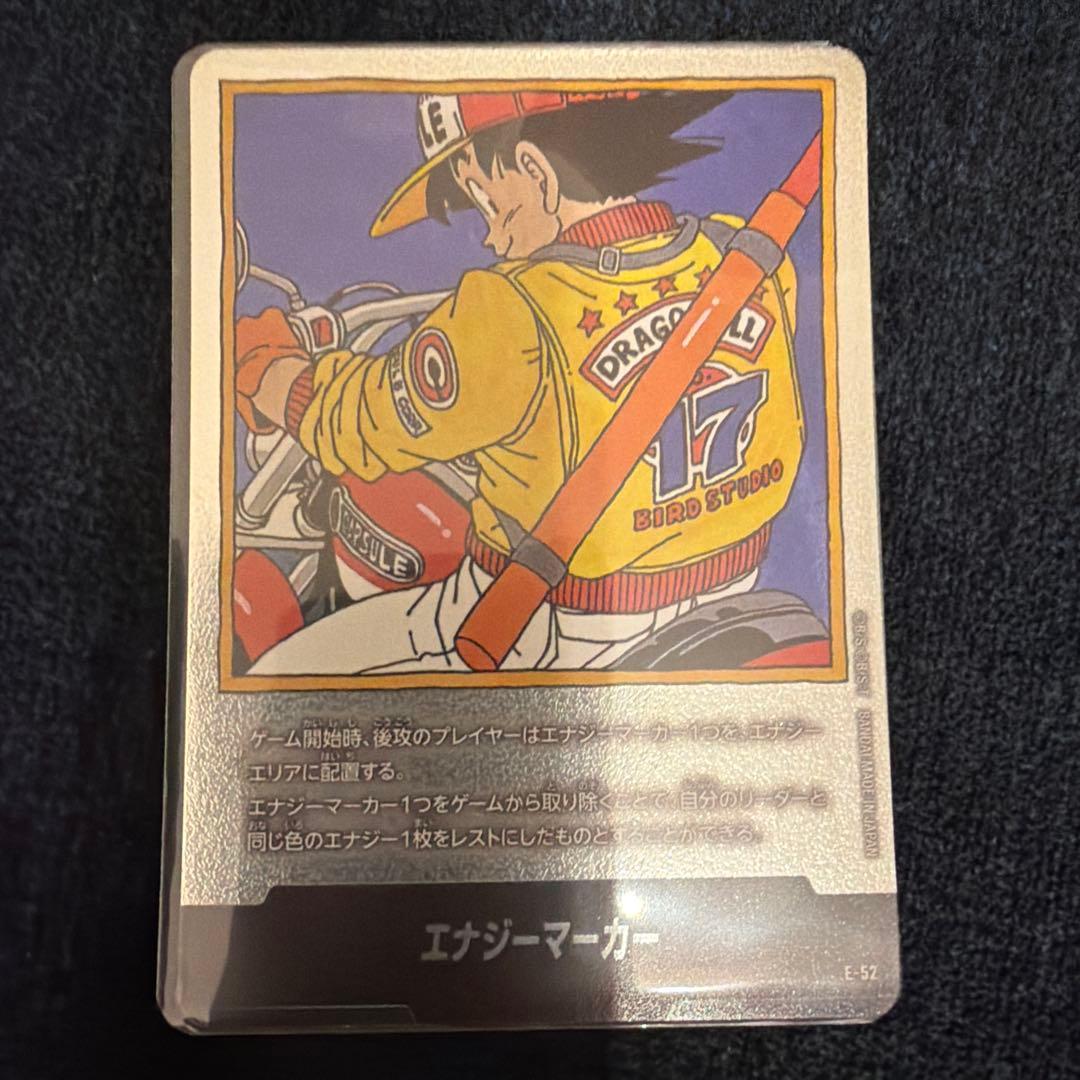 LE
DRAGO LL
17
BIRD STUDIO
CORP.
CAPSULE
ゲーム開始時、後攻のプレイヤーはエナジーマーカー1つを、エナジー
エリアに配置する。
エナジーマーカー1つをゲームから取り除くことで、自分のリーダーと
同じ色のエナジー1枚をレストにしたものとすることができる。
エナジーマーカー
E-52
BANDAI MADE IN JAPAN